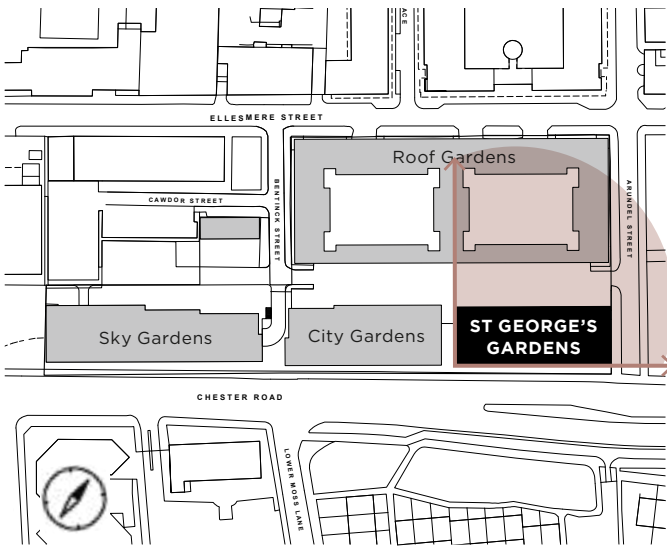 ACE
ELLESMERE STREET
Roof Gardens
CAWDOR STREET
BENTINCK STREET
ARUNDEL STREET
Sky Gardens
City Gardens
ST GEORGE'S
GARDENS
CHESTER ROAD
LOWER MOSS LANE